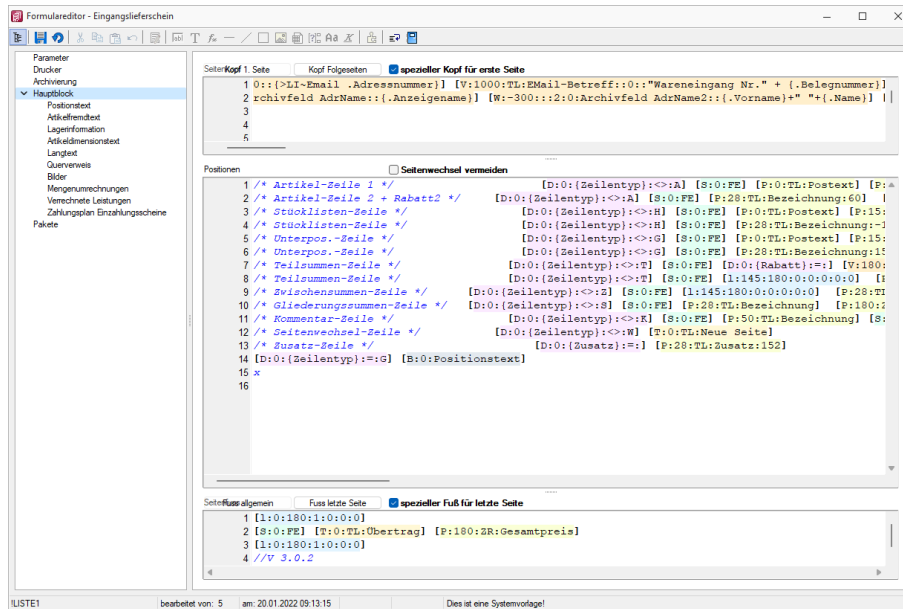 Formulareditor - Eingangslieferschein
Parameter
Drucker
Archivierung
Hauptblock
Positionstext
Artikelfremdtext
Lagerinformation
Artikeldimensionstext
Langtext
Querverweis
Bilder
Mengenumrechnungen
Verrechnete Leistungen
Zahlungsplan Einzahlungsscheine
Pakete
Kopf 1. Seite Kopf Folgeseiten spezieller Kopf für erste Seite
1 0::{>LI~Email .Adressnummer}] [V:1000:TL:EMail-Betreff::0::"Wareneingang Nr." + {.Belegnummer}]
2 rchivfeld AdrName::{.Anzeigename}] [W:-300:::2:0:Archivfeld AdrName2::{.Vorname}+" "+{.Name}] [
3
4
5
Positionen Seitenwechsel vermeiden
1 /* Artikel-Zeile 1 */ [D:0:{Zeilentyp}:<>:A] [S:0:FE] [P:0:TL:Postext] [P:
2 /* Artikel-Zeile 2 + Rabatt2 */ [D:0:{Zeilentyp}:<>:A] [S:0:FE] [P:28:TL:Bezeichnung:60] [
3 /* Stücklisten-Zeile */ [D:0:{Zeilentyp}:<>:H] [S:0:FE] [P:0:TL:Postext] [P:15:
4 /* Stücklisten-Zeile */ [D:0:{Zeilentyp}:<>:H] [S:0:FE] [P:28:TL:Bezeichnung:-1
5 /* Unterpos.-Zeile */ [D:0:{Zeilentyp}:<>:G] [S:0:FE] [P:0:TL:Postext] [P:15:
6 /* Unterpos.-Zeile */ [D:0:{Zeilentyp}:<>:G] [S:0:FE] [P:28:TL:Bezeichnung:15
7 /* Teilsummen-Zeile */ [D:0:{Zeilentyp}:<>:T] [S:0:FE] [D:0:{Rabatt}:=:] [V:180:
8 /* Teilsummen-Zeile */ [D:0:{Zeilentyp}:<>:T] [S:0:FE] [l:145:180:0:0:0:0:0] [
9 /* Zwischensummen-Zeile */ [D:0:{Zeilentyp}:<>:Z] [S:0:FE] [l:145:180:0:0:0:0:0] [P:28:TL
10 /* Gliederungssummen-Zeile */ [D:0:{Zeilentyp}:<>:S] [S:0:FE] [P:28:TL:Bezeichnung] [P:180:Z
11 /* Kommentar-Zeile */ [D:0:{Zeilentyp}:<>:K] [S:0:FE] [P:50:TL:Bezeichnung] [S:
12 /* Seitenwechsel-Zeile */ [D:0:{Zeilentyp}:<>:W] [T:0:TL:Neue Seite]
13 /* Zusatz-Zeile */ [D:0:{Zusatz}:=:] [P:28:TL:Zusatz:152]
14 [D:0:{Zeilentyp}:=:G] [B:0:Positionstext]
15 x
16
allgemein Fuss letzte Seite spezieller Fuß für letzte Seite
1 [l:0:180:1:0:0:0]
2 [S:0:FE] [T:0:TL:Übertrag] [P:180:ZR:Gesamtpreis]
3 [l:0:180:1:0:0:0]
4 //V 3.0.2
!LISTE1 bearbeitet von: 5 am: 20.01.2022 09:13:15 Dies ist eine Systemvorlage!